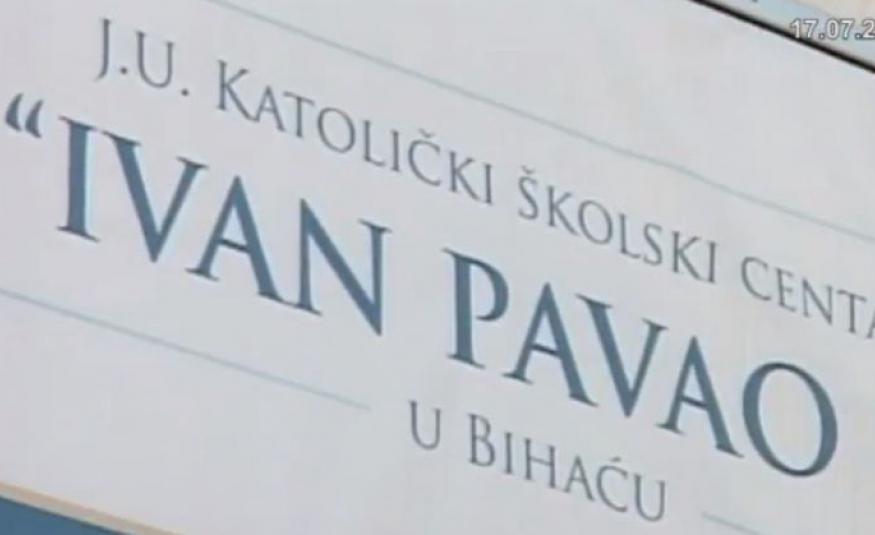 17.07.2
J.U. KATOLIČKI ŠKOLSKI CENTA
"IVAN PAVAO
U BIHAĆU